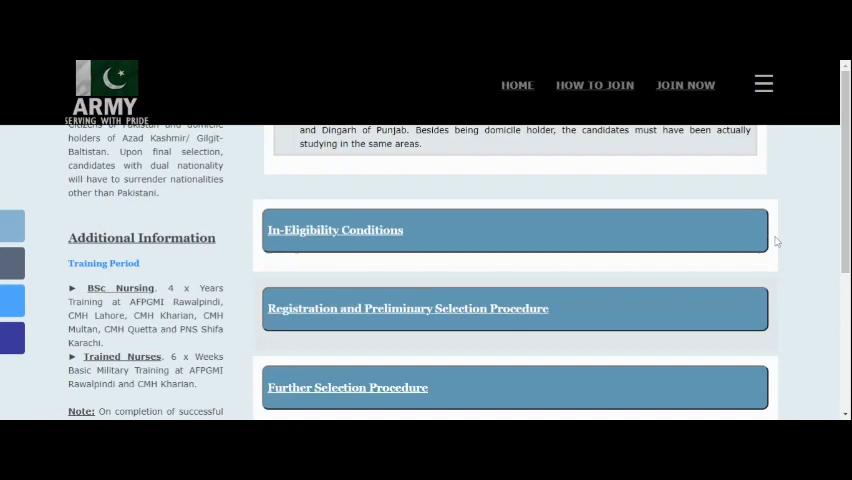 ARMY
SERVING WITH PRIDE
HOME
HOW TO JOIN
JOIN NOW
Citizens of Pakistan and domicile
holders of Azad Kashmir/ Gilgit-
Baltistan. Upon final selection,
candidates with dual nationality
will have to surrender nationalities
other than Pakistani.
Additional Information
Training Period
► BSc Nursing. 4 x Years
Training at AFPGMI Rawalpindi,
CMH Lahore, CMH Kharian, CMH
Multan, CMH Quetta and PNS Shifa
Karachi.
► Trained Nurses. 6 x Weeks
Basic Military Training at AFPGMI
Rawalpindi and CMH Kharian.
Note: On completion of successful
and Dingarh of Punjab. Besides being domicile holder, the candidates must have been actually
studying in the same areas.
In-Eligibility Conditions
Registration and Preliminary Selection Procedure
Further Selection Procedure